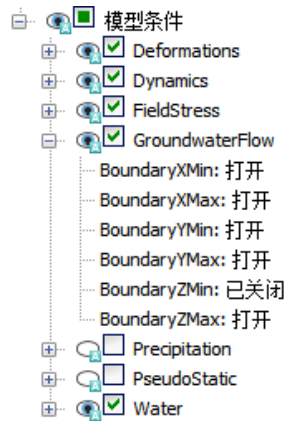 模型条件
Deformations
Dynamics
FieldStress
GroundwaterFlow
BoundaryXMin: 打开
BoundaryXMax: 打开
BoundaryYMin: 打开
BoundaryYMax: 打开
BoundaryZMin: 已关闭
BoundaryZMax: 打开
Precipitation
PseudoStatic
Water